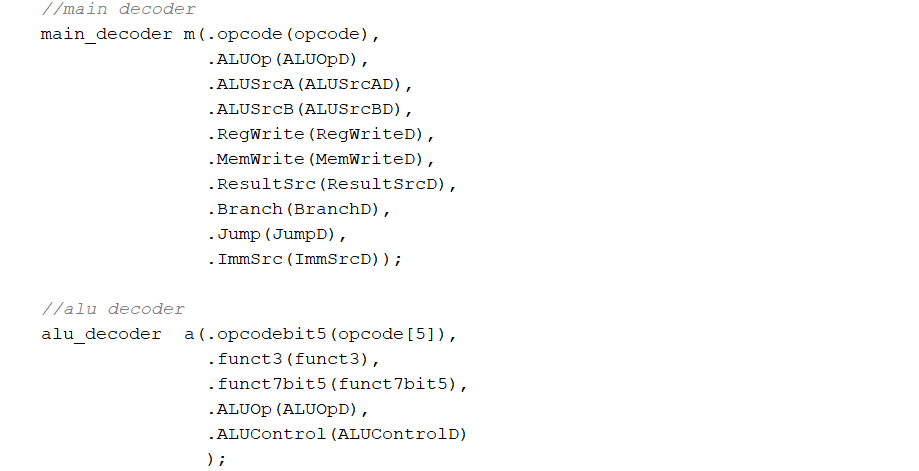 //main decoder
main_decoder m(.opcode(opcode),
.ALUOp(ALUOpD),
.ALUSrcA(ALUSrcAD),
.ALUSrcB(ALUSrcBD),
.RegWrite(RegWriteD),
.MemWrite(MemWriteD),
.ResultSrc(ResultSrcD),
.Branch(BranchD),
.Jump(JumpD),
.ImmSrc(ImmSrcD));
//alu decoder
alu_decoder  a(.opcodebit5(opcode[5]),
.funct3(funct3),
.funct7bit5(funct7bit5),
.ALUOp(ALUOpD),
.ALUControl(ALUControlD)
);